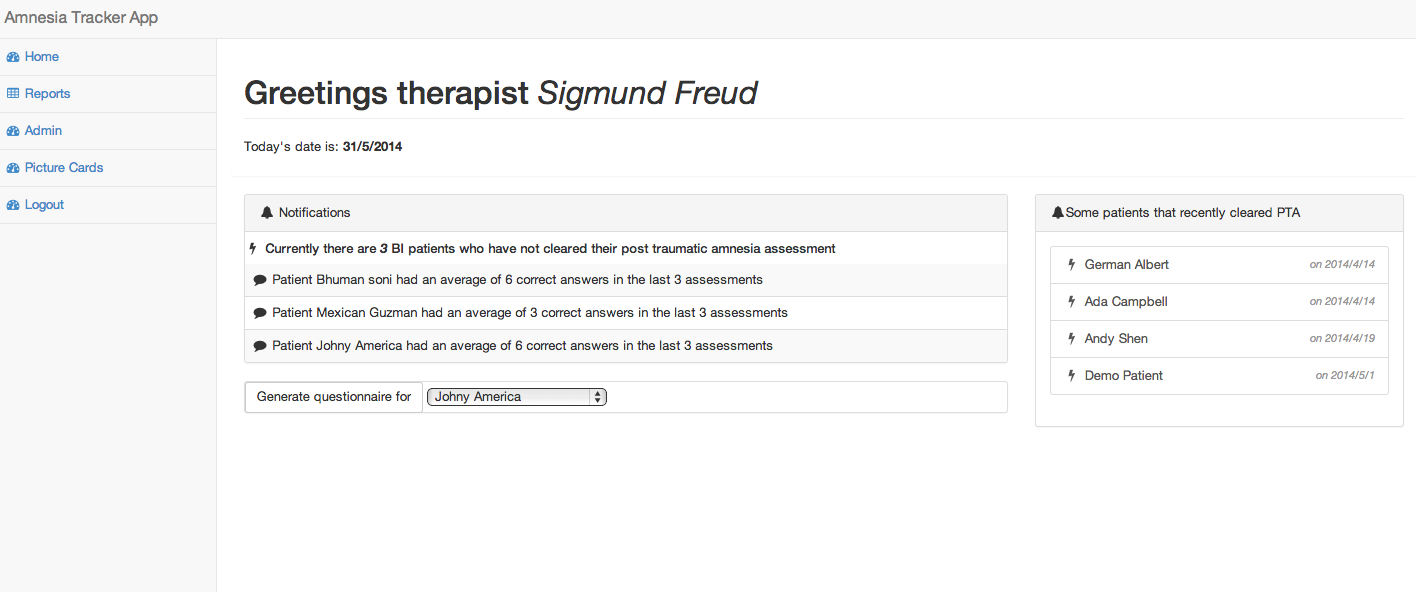 Amnesia Tracker App
Home
Reports
Admin
Picture Cards
Logout
Greetings therapist Sigmund Freud
Today's date is: 31/5/2014
Notifications
Currently there are 3 BI patients who have not cleared their post traumatic amnesia assessment
Patient Bhuman soni had an average of 6 correct answers in the last 3 assessments
Patient Mexican Guzman had an average of 3 correct answers in the last 3 assessments
Patient Johny America had an average of 6 correct answers in the last 3 assessments
Generate questionnaire for Johny America
Some patients that recently cleared PTA
German Albert on 2014/4/14
Ada Campbell on 2014/4/14
Andy Shen on 2014/4/19
Demo Patient on 2014/5/1